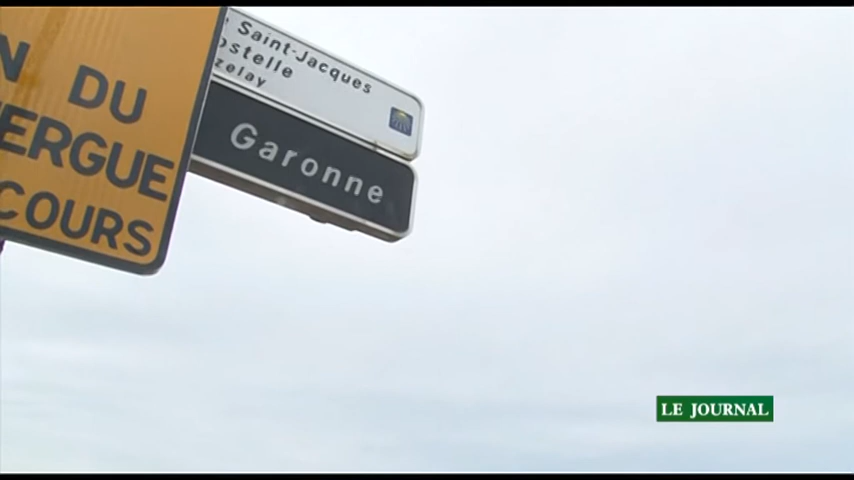 N DU
ERGUE
COURS
Saint-Jacques
ostelle
zelay
Garonne
LE JOURNAL